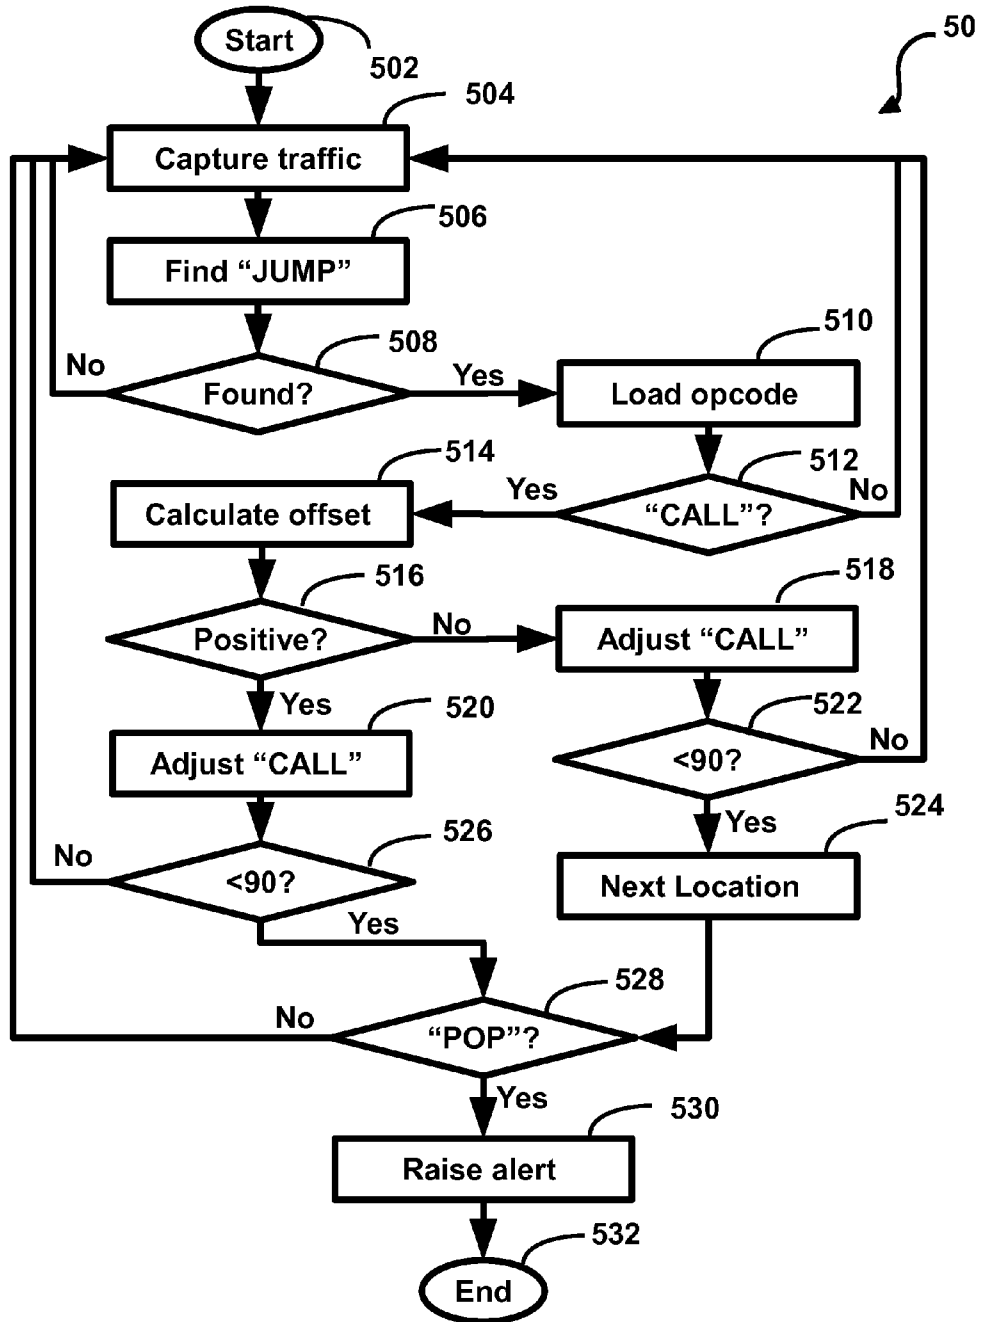 Start
50
502
504
Capture traffic
506
Find “JUMP”
508
510
No
Found?
Yes
Load opcode
514
512
Calculate offset
Yes
“CALL”?
No
516
518
Positive?
No
Adjust “CALL”
Yes
520
522
Adjust “CALL”
<90?
No
Yes
524
526
No
<90?
Next Location
Yes
528
No
“POP”?
Yes
530
Raise alert
532
End